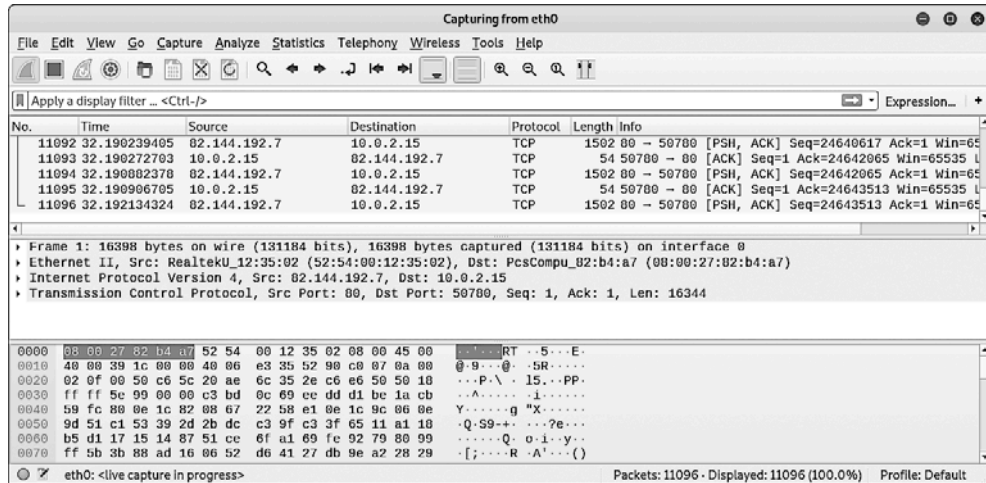 Capturing from eth0
File Edit View Go Capture Analyze Statistics Telephony Wireless Tools Help
Apply a display filter ... <Ctrl-/> Expression... +
No. Time Source Destination Protocol Length Info
11092 32.190239405 82.144.192.7 10.0.2.15 TCP 1502 80 → 50780 [PSH, ACK] Seq=24640617 Ack=1 Win=65
11093 32.190272703 10.0.2.15 82.144.192.7 TCP 54 50780 → 80 [ACK] Seq=1 Ack=24642065 Win=65535 L
11094 32.190882378 82.144.192.7 10.0.2.15 TCP 1502 80 → 50780 [PSH, ACK] Seq=24642065 Ack=1 Win=65
11095 32.190906705 10.0.2.15 82.144.192.7 TCP 54 50780 → 80 [ACK] Seq=1 Ack=24643513 Win=65535 L
11096 32.192134324 82.144.192.7 10.0.2.15 TCP 1502 80 → 50780 [PSH, ACK] Seq=24643513 Ack=1 Win=65
Frame 1: 16398 bytes on wire (131184 bits), 16398 bytes captured (131184 bits) on interface 0
Ethernet II, Src: RealtekU_12:35:02 (52:54:00:12:35:02), Dst: PcsCompu_82:b4:a7 (08:00:27:82:b4:a7)
Internet Protocol Version 4, Src: 82.144.192.7, Dst: 10.0.2.15
Transmission Control Protocol, Src Port: 80, Dst Port: 50780, Seq: 1, Ack: 1, Len: 16344
0000 08 00 27 82 b4 a7 52 54 00 12 35 02 08 00 45 00 ··'···RT ··5···E·
0010 40 00 39 1c 00 00 40 06 e3 35 52 90 c0 07 0a 00 @·9···@· ·5R·····
0020 02 0f 00 50 c6 5c 20 ae 6c 35 2e c6 e6 50 50 18 ···P·\ · l5.··PP·
0030 ff ff 5e 99 00 00 c3 bd 0c 69 ee dd d1 be 1a cb ··^····· ·i······
0040 59 fc 80 0e 1c 82 08 67 22 58 e1 0e 1c 9c 06 0e Y······g "X······
0050 9d 51 c1 53 39 2d 2b dc c3 9f c3 3f 65 11 a1 18 ·Q·S9-+· ···?e···
0060 b5 d1 17 15 14 87 51 ce 6f a1 69 fe 92 79 80 99 ······Q· o·i··y··
0070 ff 5b 3b 88 ad 16 06 52 d6 41 27 db 9e a2 28 29 ·[;····R ·A'···()
eth0: <live capture in progress> Packets: 11096 · Displayed: 11096 (100.0%) Profile: Default